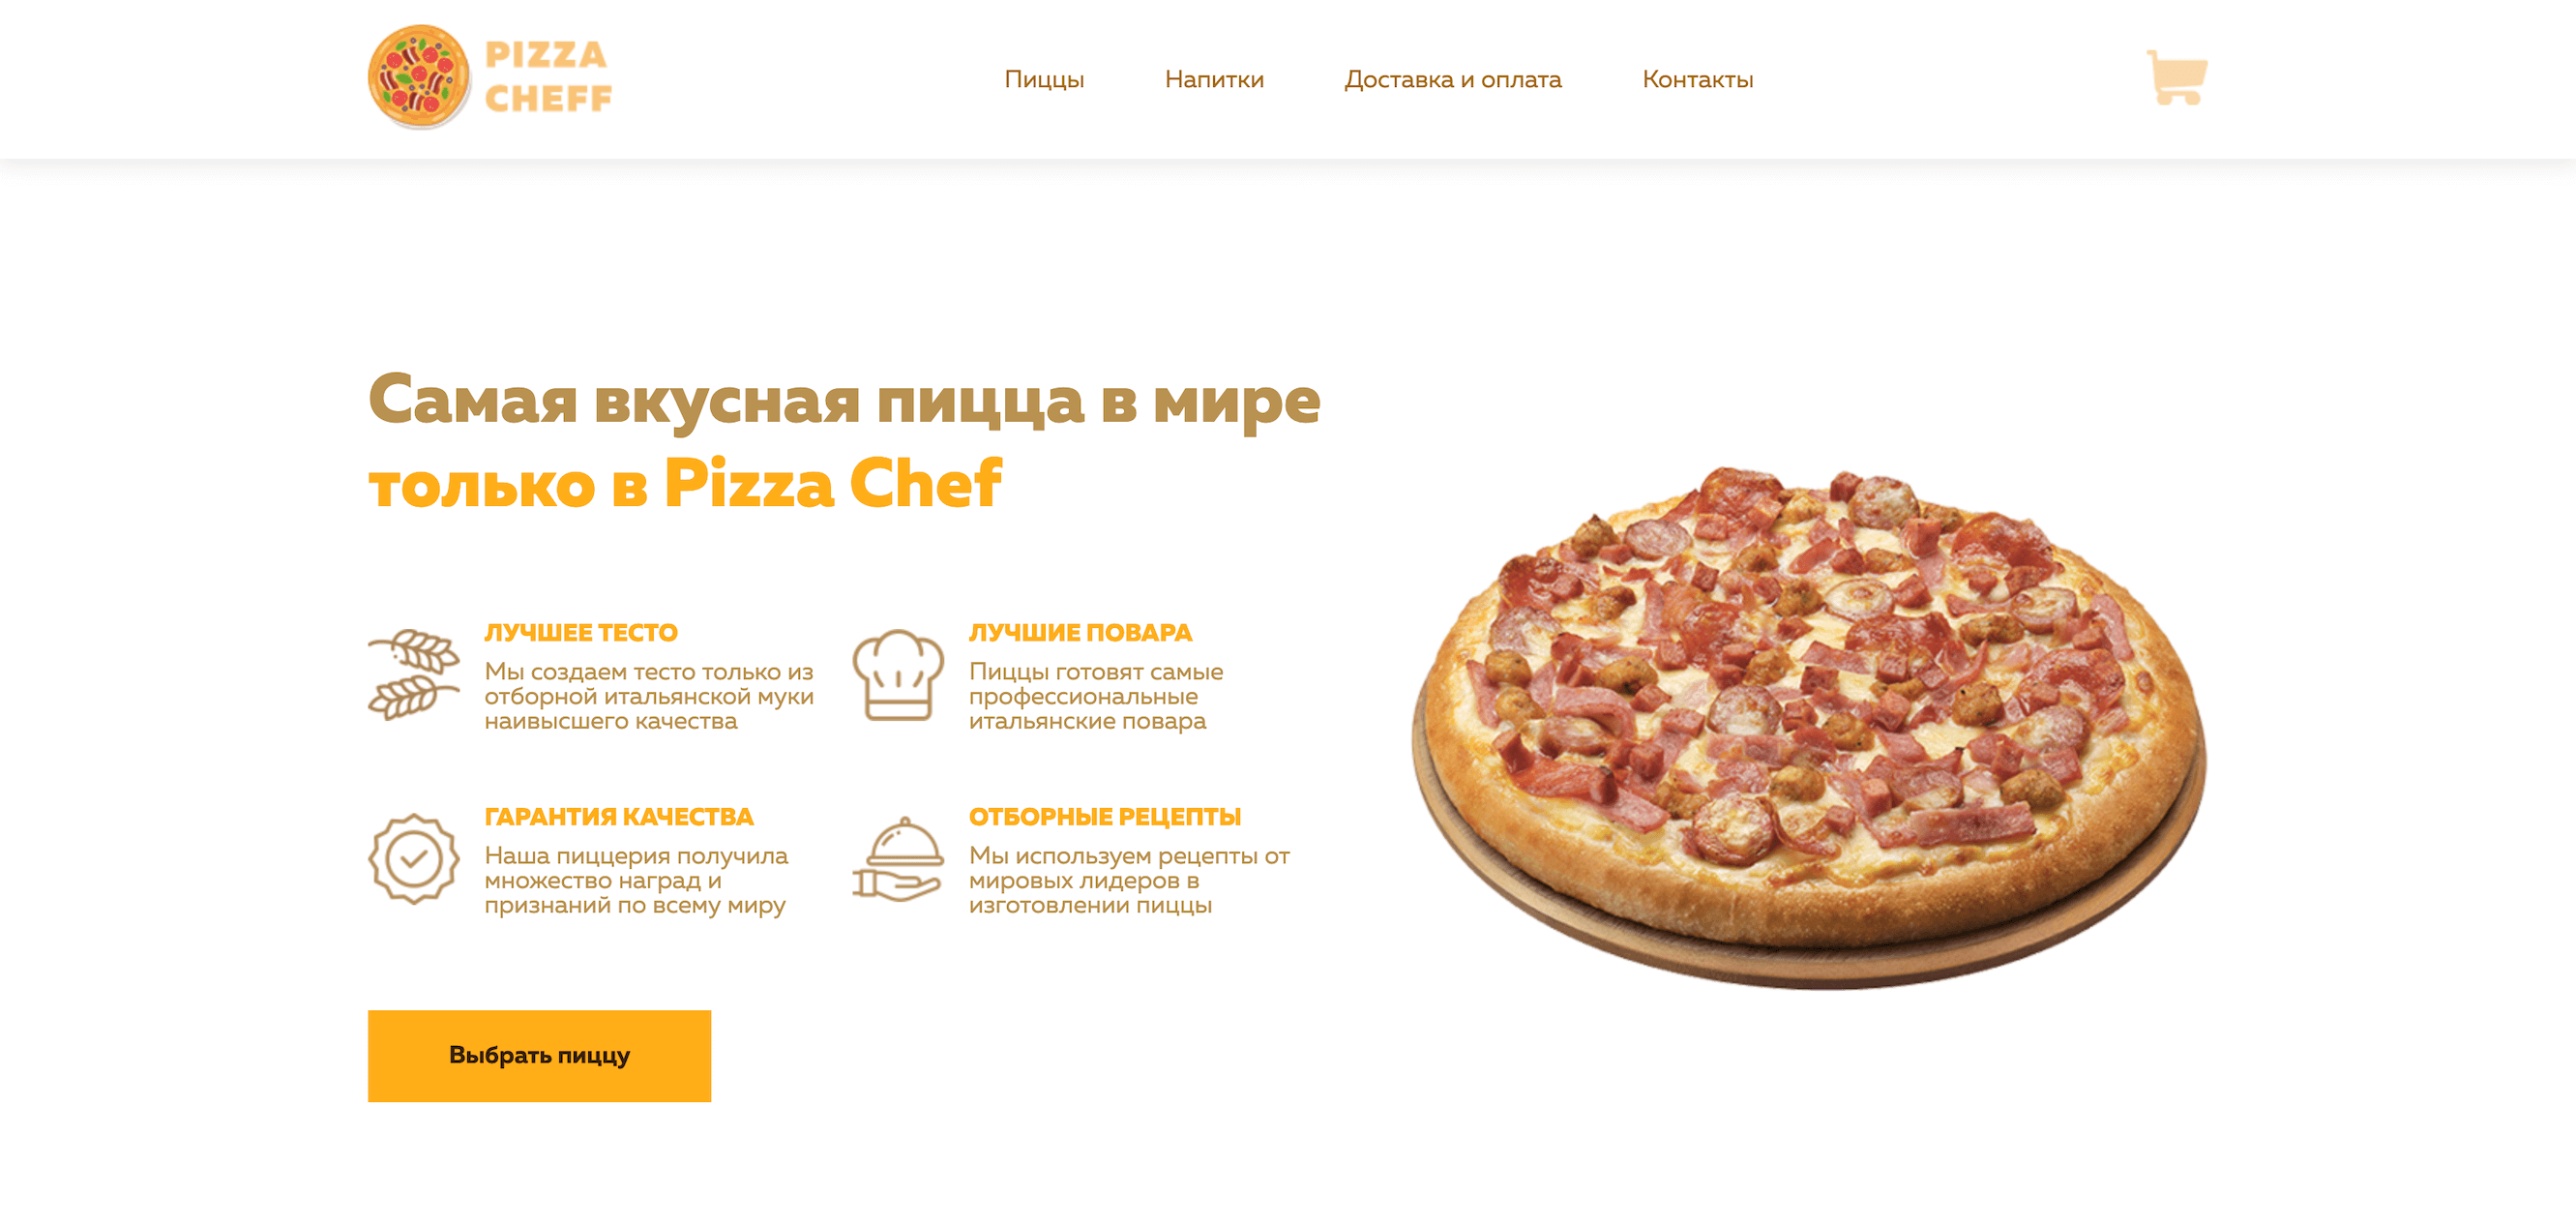 PIZZA
CHEFF
Пиццы
Напитки
Доставка и оплата
Контакты
Самая вкусная пицца в мире
только в Pizza Chef
ЛУЧШЕЕ ТЕСТО
Мы создаем тесто только из
отборной итальянской муки
наивысшего качества
ЛУЧШИЕ ПОВАРА
Пиццы готовят самые
профессиональные
итальянские повара
ГАРАНТИЯ КАЧЕСТВА
Наша пиццерия получила
множество наград и
признаний по всему миру
ОТБОРНЫЕ РЕЦЕПТЫ
Мы используем рецепты от
мировых лидеров в
изготовлении пиццы
Выбрать пиццу